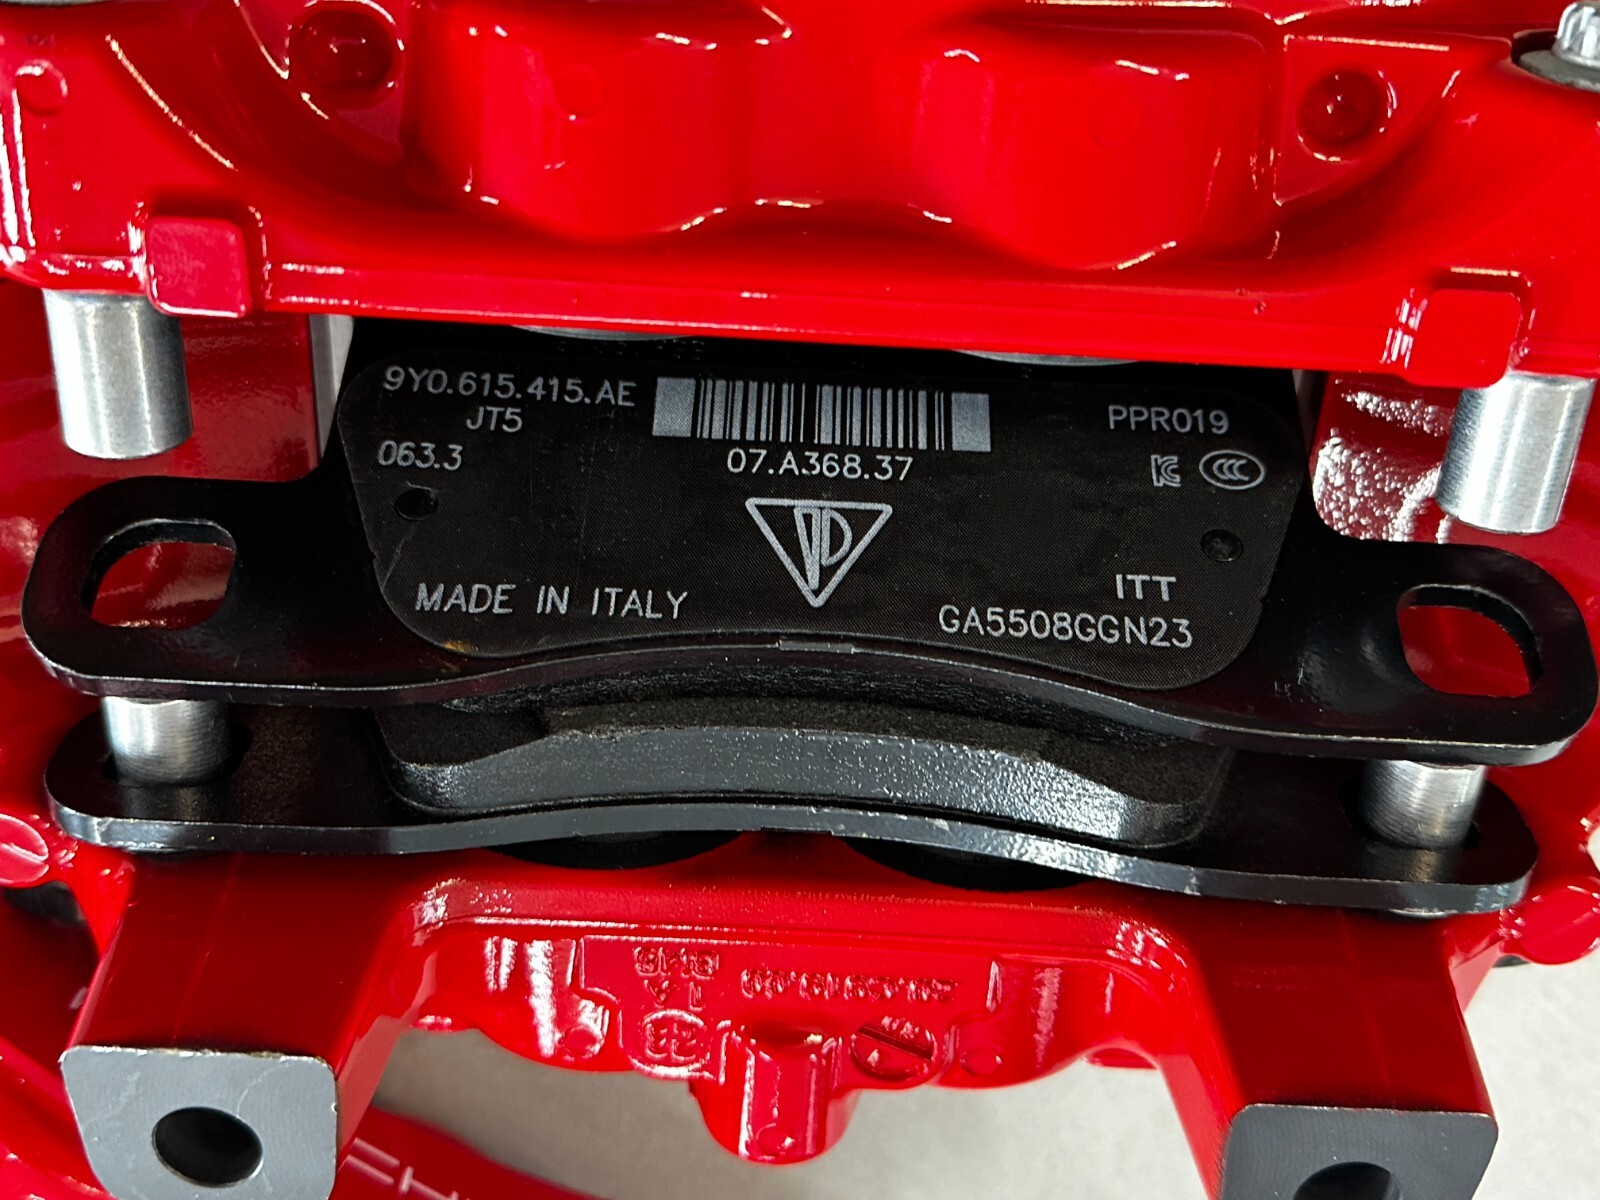 9Y0.615.415.AE
JT5
063.3
07.A368.37
PPR019
MADE IN ITALY
ITT
GA5508GGN23